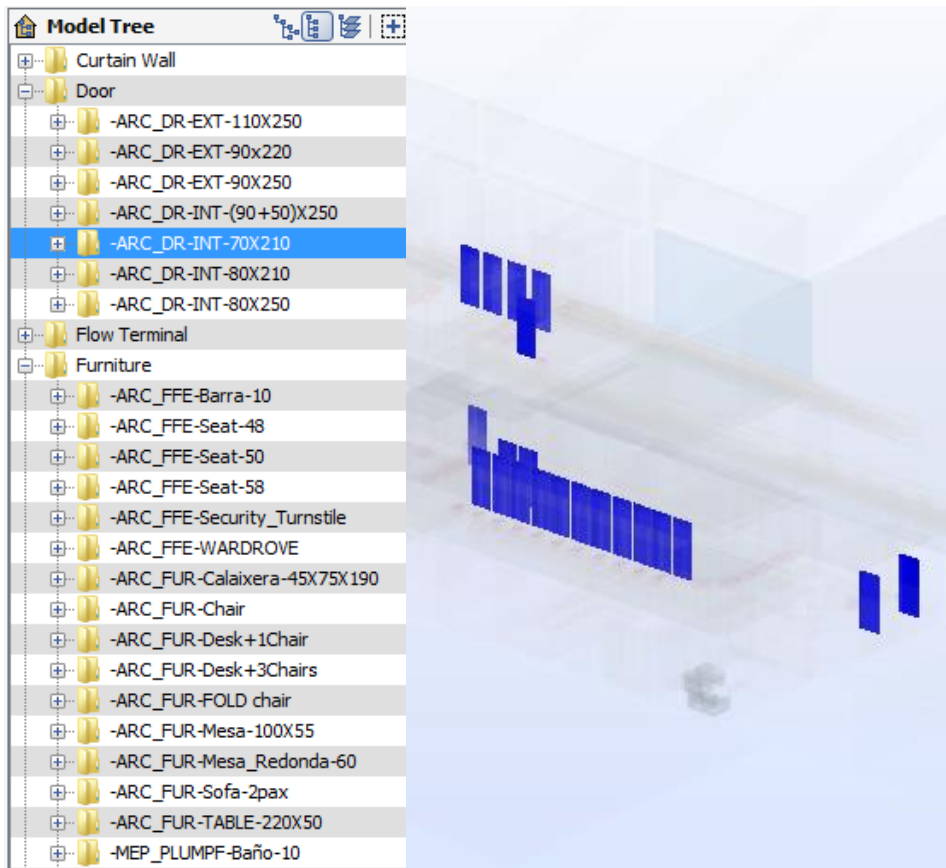 Model Tree
Curtain Wall
Door
-ARC_DR-EXT-110X250
-ARC_DR-EXT-90x220
-ARC_DR-EXT-90X250
-ARC_DR-INT-(90+50)X250
-ARC_DR-INT-70X210
-ARC_DR-INT-80X210
-ARC_DR-INT-80X250
Flow Terminal
Furniture
-ARC_FFE-Barra-10
-ARC_FFE-Seat-48
-ARC_FFE-Seat-50
-ARC_FFE-Seat-58
-ARC_FFE-Security_Turnstile
-ARC_FFE-WARDROVE
-ARC_FUR-Calaixera-45X75X190
-ARC_FUR-Chair
-ARC_FUR-Desk+1Chair
-ARC_FUR-Desk+3Chairs
-ARC_FUR-FOLD chair
-ARC_FUR-Mesa-100X55
-ARC_FUR-Mesa_Redonda-60
-ARC_FUR-Sofa-2pax
-ARC_FUR-TABLE-220X50
-MEP_PLUMPF-Baño-10